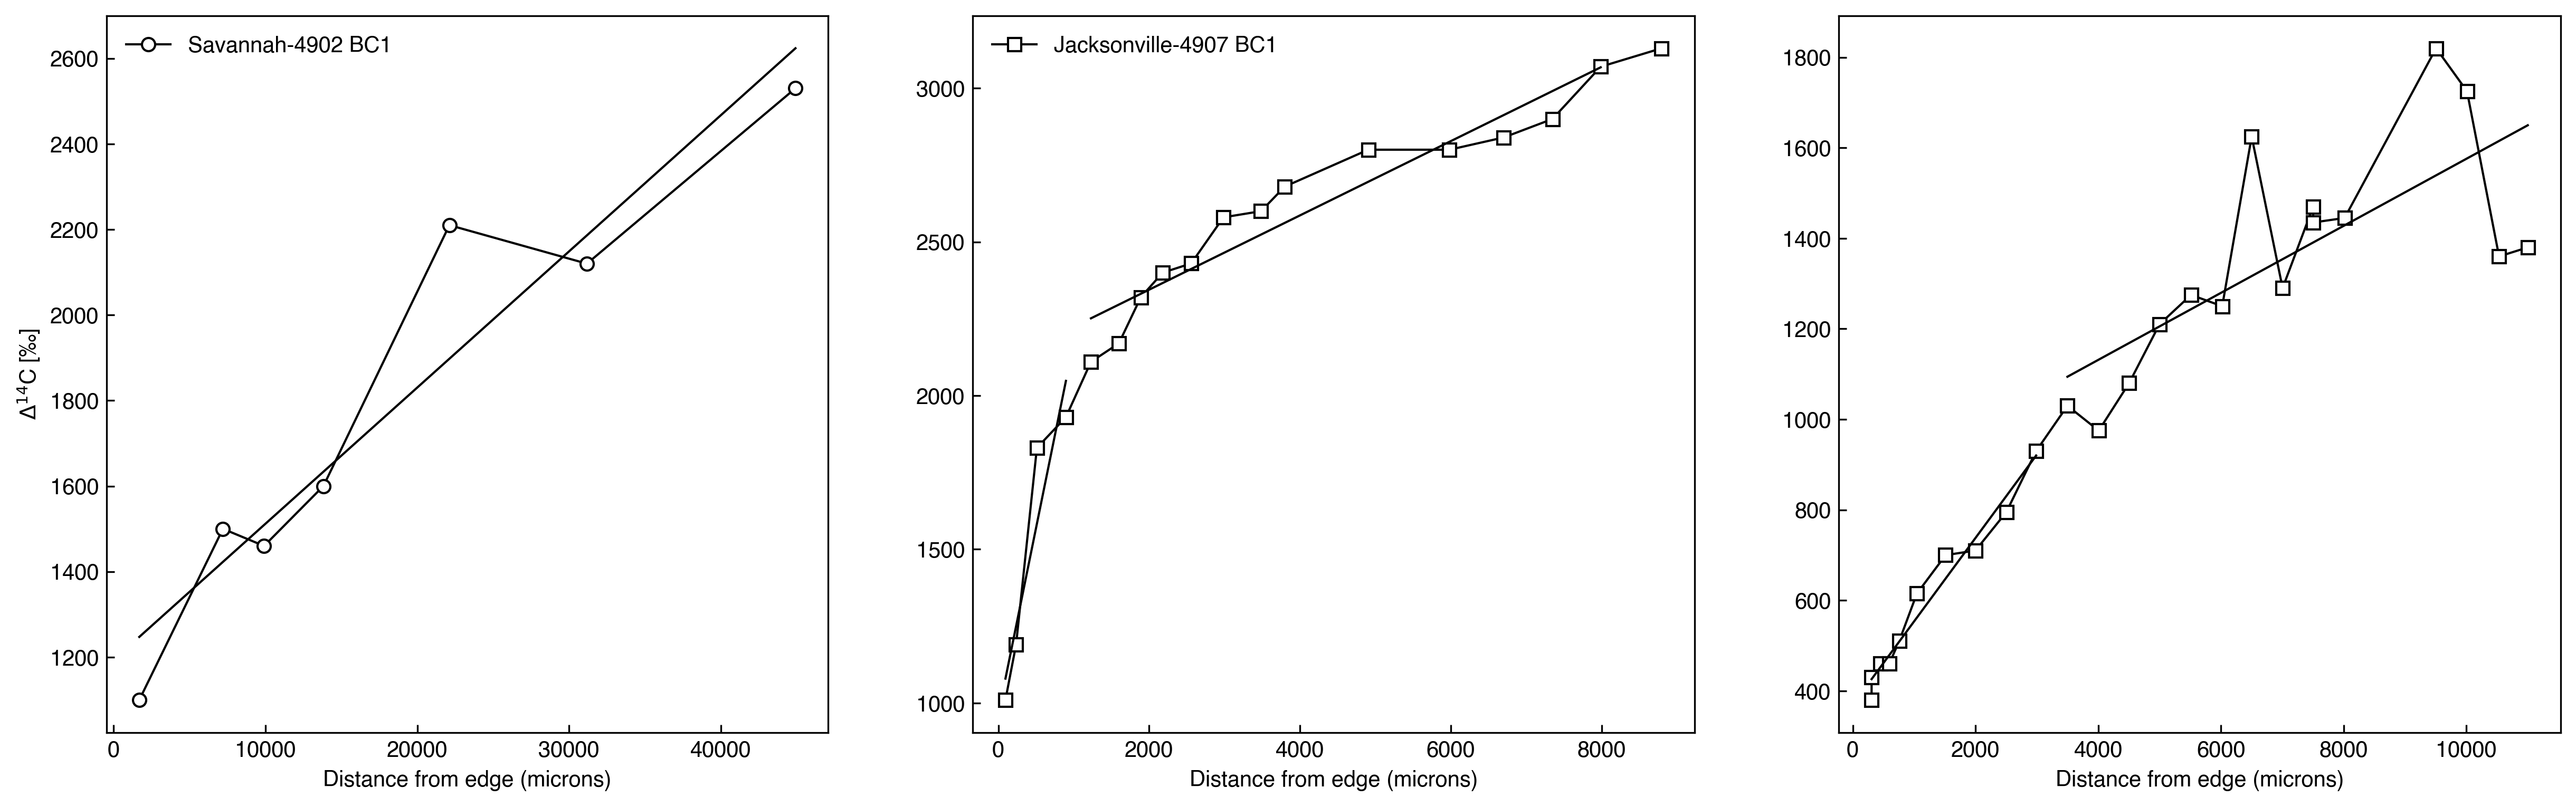 Savannah-4902 BC1
2600
2400
2200
2000
1800
1600
1400
1200
Δ¹⁴C [‰]
0 10000 20000 30000 40000
Distance from edge (microns)
Jacksonville-4907 BC1
3000
2500
2000
1500
1000
0 2000 4000 6000 8000
Distance from edge (microns)
1800
1600
1400
1200
1000
800
600
400
0 2000 4000 6000 8000 10000
Distance from edge (microns)